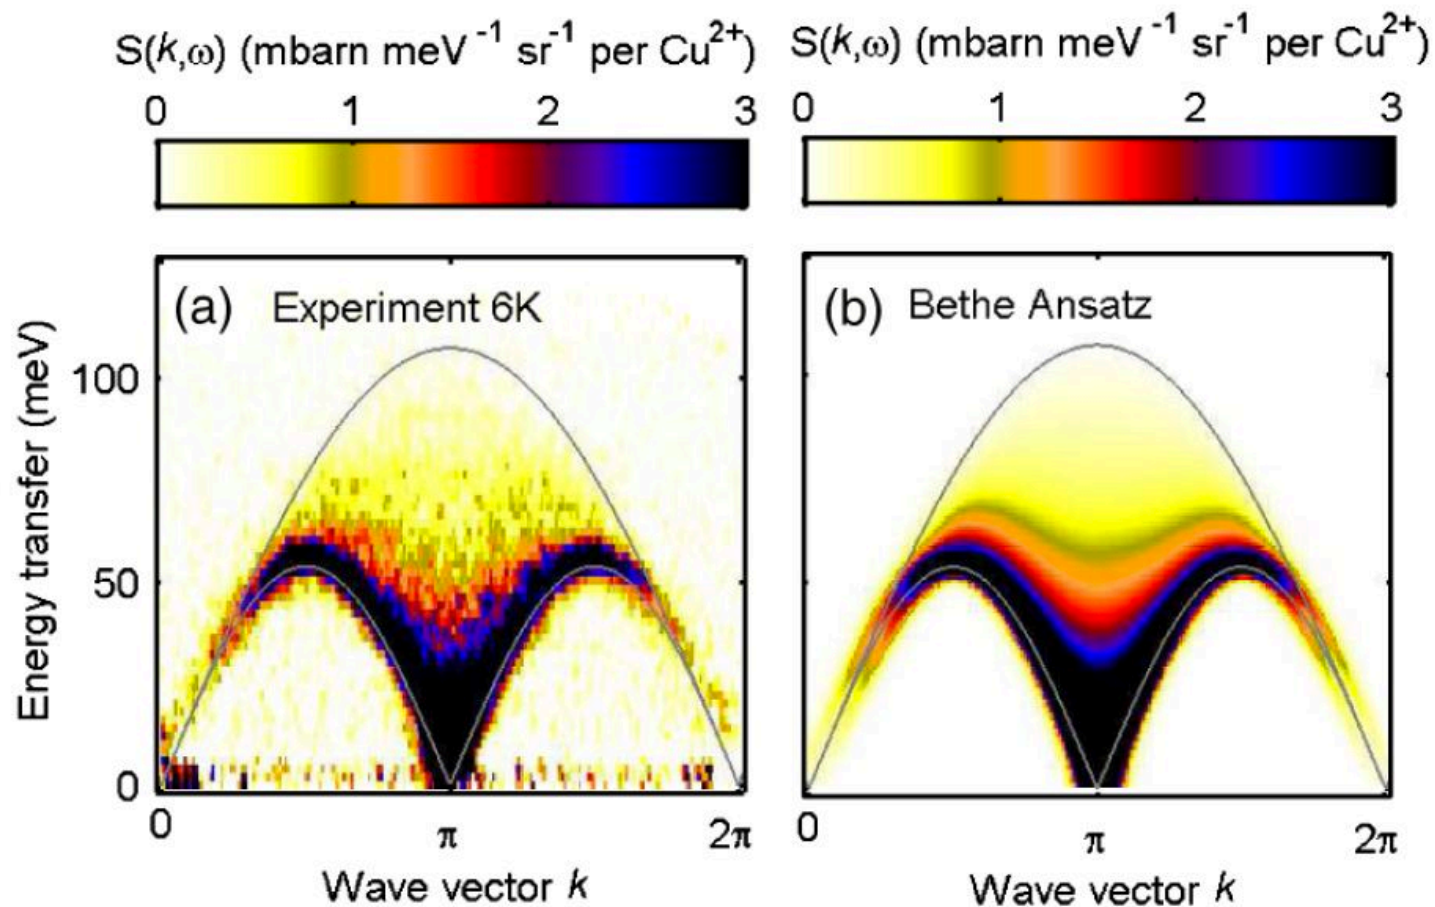 S(k,ω) (mbarn meV⁻¹ sr⁻¹ per Cu²⁺)
0 1 2 3
S(k,ω) (mbarn meV⁻¹ sr⁻¹ per Cu²⁺)
0 1 2 3
(a) Experiment 6K
(b) Bethe Ansatz
Energy transfer (meV)
100
50
0
0 π 2π
Wave vector k
0 π 2π
Wave vector k